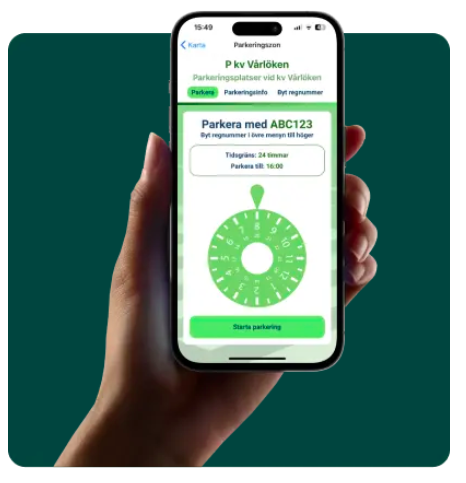 15:49
Karta
Parkeringszon
P kv Vårlöken
Parkeringsplatser vid kv Vårlöken
Parkera Parkeringsinfo Byt regnummer
Parkera med ABC123
Byt regnummer i övre menyn till höger
Tidsgräns: 24 timmar
Parkera till: 16:00
Starta parkering